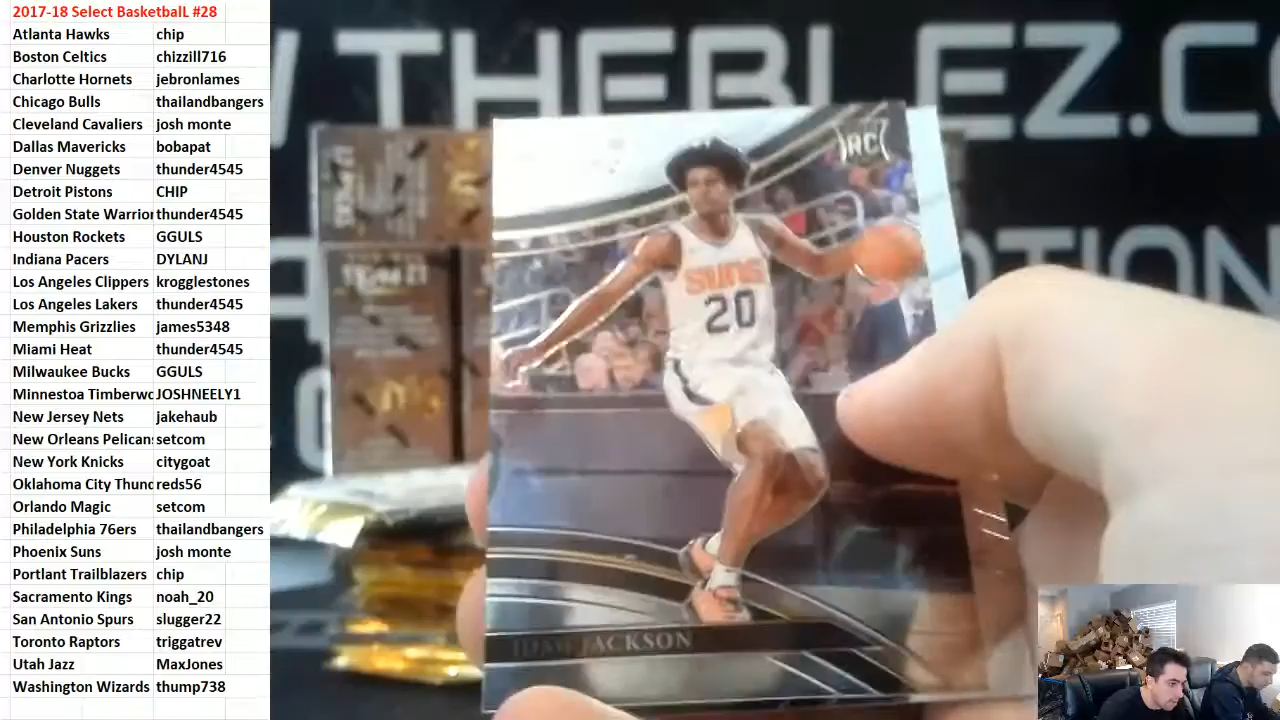 2017-18 Select BasketbalL #28
Atlanta Hawks chip
Boston Celtics chizzill716
Charlotte Hornets jebronlames
Chicago Bulls thailandbangers
Cleveland Cavaliers josh monte
Dallas Mavericks bobapat
Denver Nuggets thunder4545
Detroit Pistons CHIP
Golden State Warrior thunder4545
Houston Rockets GGULS
Indiana Pacers DYLANJ
Los Angeles Clippers krogglestones
Los Angeles Lakers thunder4545
Memphis Grizzlies james5348
Miami Heat thunder4545
Milwaukee Bucks GGULS
Minnestoa Timberwo JOSHNEELY1
New Jersey Nets jakehaub
New Orleans Pelicans setcom
New York Knicks citygoat
Oklahoma City Thund reds56
Orlando Magic setcom
Philadelphia 76ers thailandbangers
Phoenix Suns josh monte
Portlant Trailblazers chip
Sacramento Kings noah_20
San Antonio Spurs slugger22
Toronto Raptors triggatrev
Utah Jazz MaxJones
Washington Wizards thump738
W THEBLEZ.CO
OTION
RC
SUNS
20
JOSH JACKSON